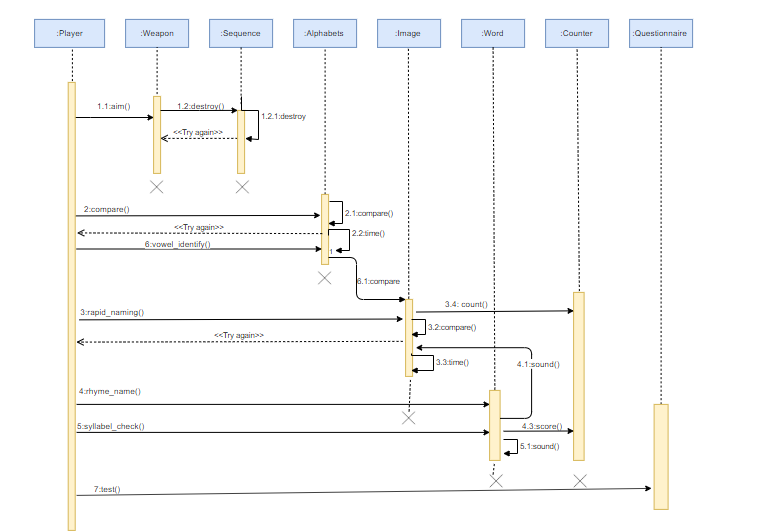 :Player
:Weapon
:Sequence
:Alphabets
:Image
:Word
:Counter
:Questionnaire
1.1:aim()
1.2:destroy()
1.2.1:destroy
<<Try again>>
2:compare()
2.1:compare()
<<Try again>>
2.2:time()
6:vowel_identify()
1
6.1:compare
3.4: count()
3:rapid_naming()
3.2:compare()
<<Try again>>
3.3:time()
4.1:sound()
4:rhyme_name()
5:syllabel_check()
4.3:score()
5.1:sound()
7:test()